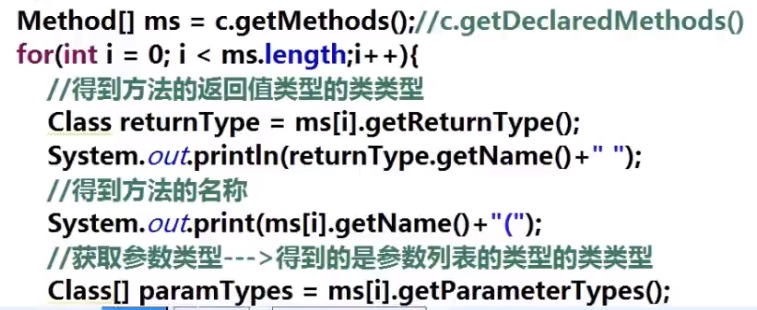 Method[] ms = c.getMethods();//c.getDeclaredMethods()
for(int i = 0; i < ms.length;i++){
//得到方法的返回值类型的类类型
Class returnType = ms[i].getReturnType();
System.out.println(returnType.getName()+" ");
//得到方法的名称
System.out.print(ms[i].getName()+"(");
//获取参数类型--->得到的是参数列表的类型的类类型
Class[] paramTypes = ms[i].getParameterTypes();